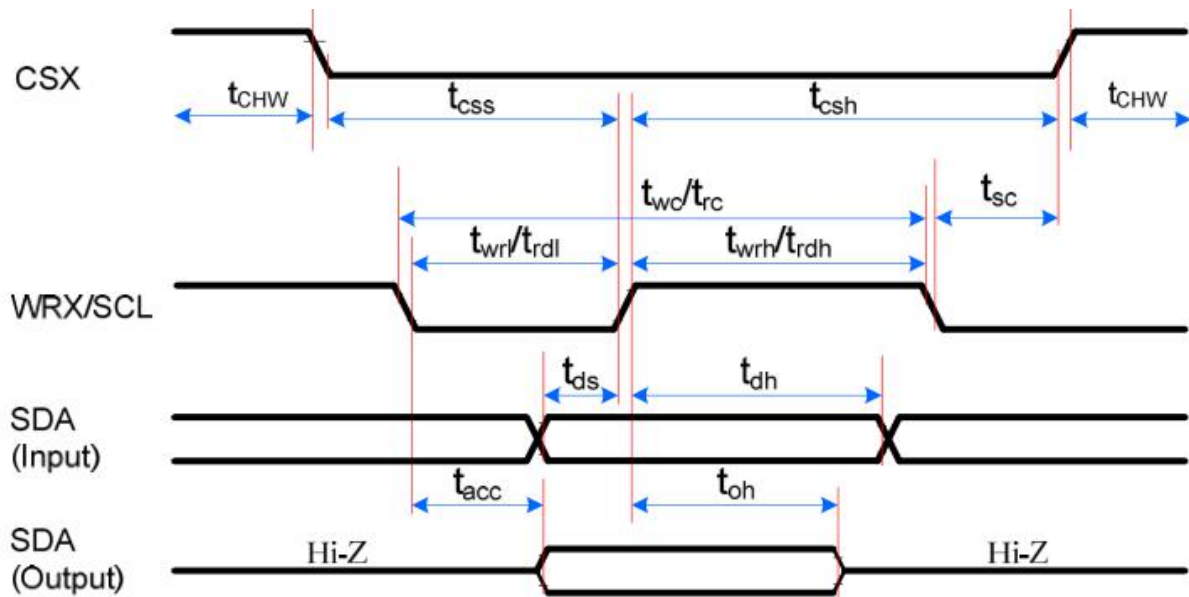 CSX
tCHW
tcss
tcsh
tCHW
twc/trc
tsc
twrl/trdl
twrh/trdh
WRX/SCL
tds
tdh
SDA
(Input)
tacc
toh
SDA
(Output)
Hi-Z
Hi-Z